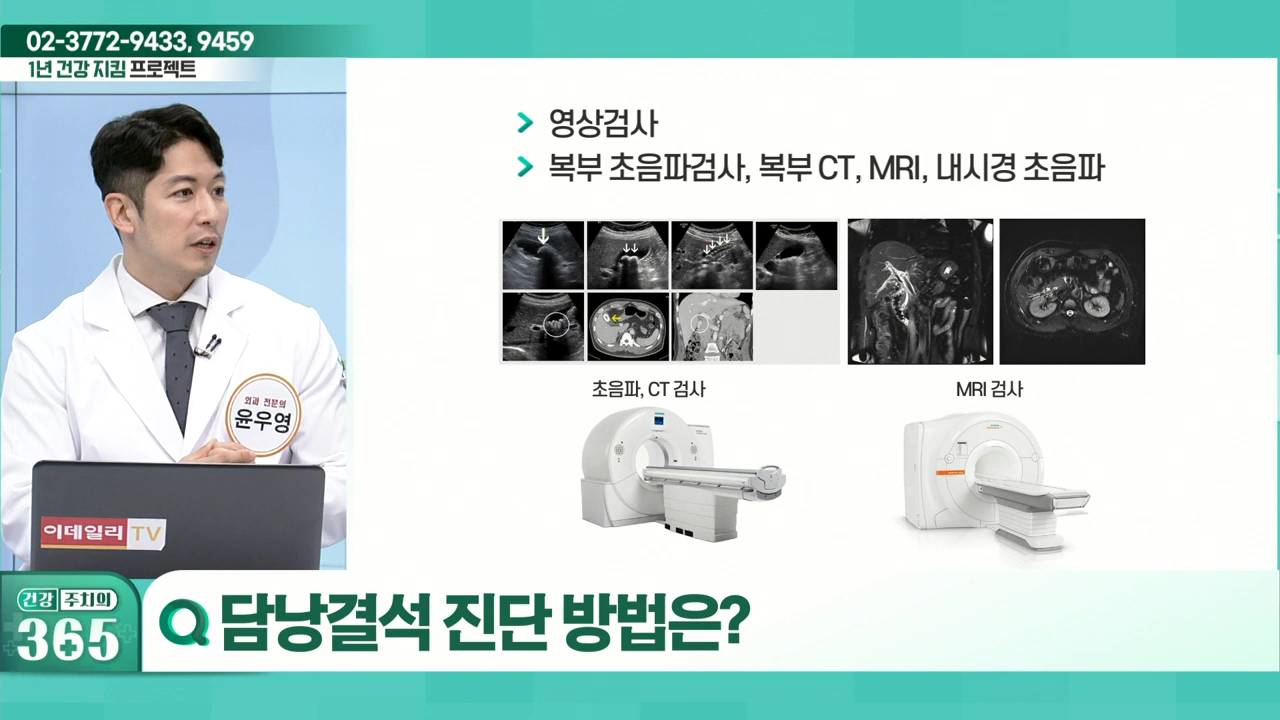 02-3772-9433, 9459
1년 건강 지킴 프로젝트
영상검사
복부 초음파검사, 복부 CT, MRI, 내시경 초음파
초음파, CT 검사
MRI 검사
외과 전문의
윤우영
이데일리 TV
건강 주치의
365
Q 담낭결석 진단 방법은?